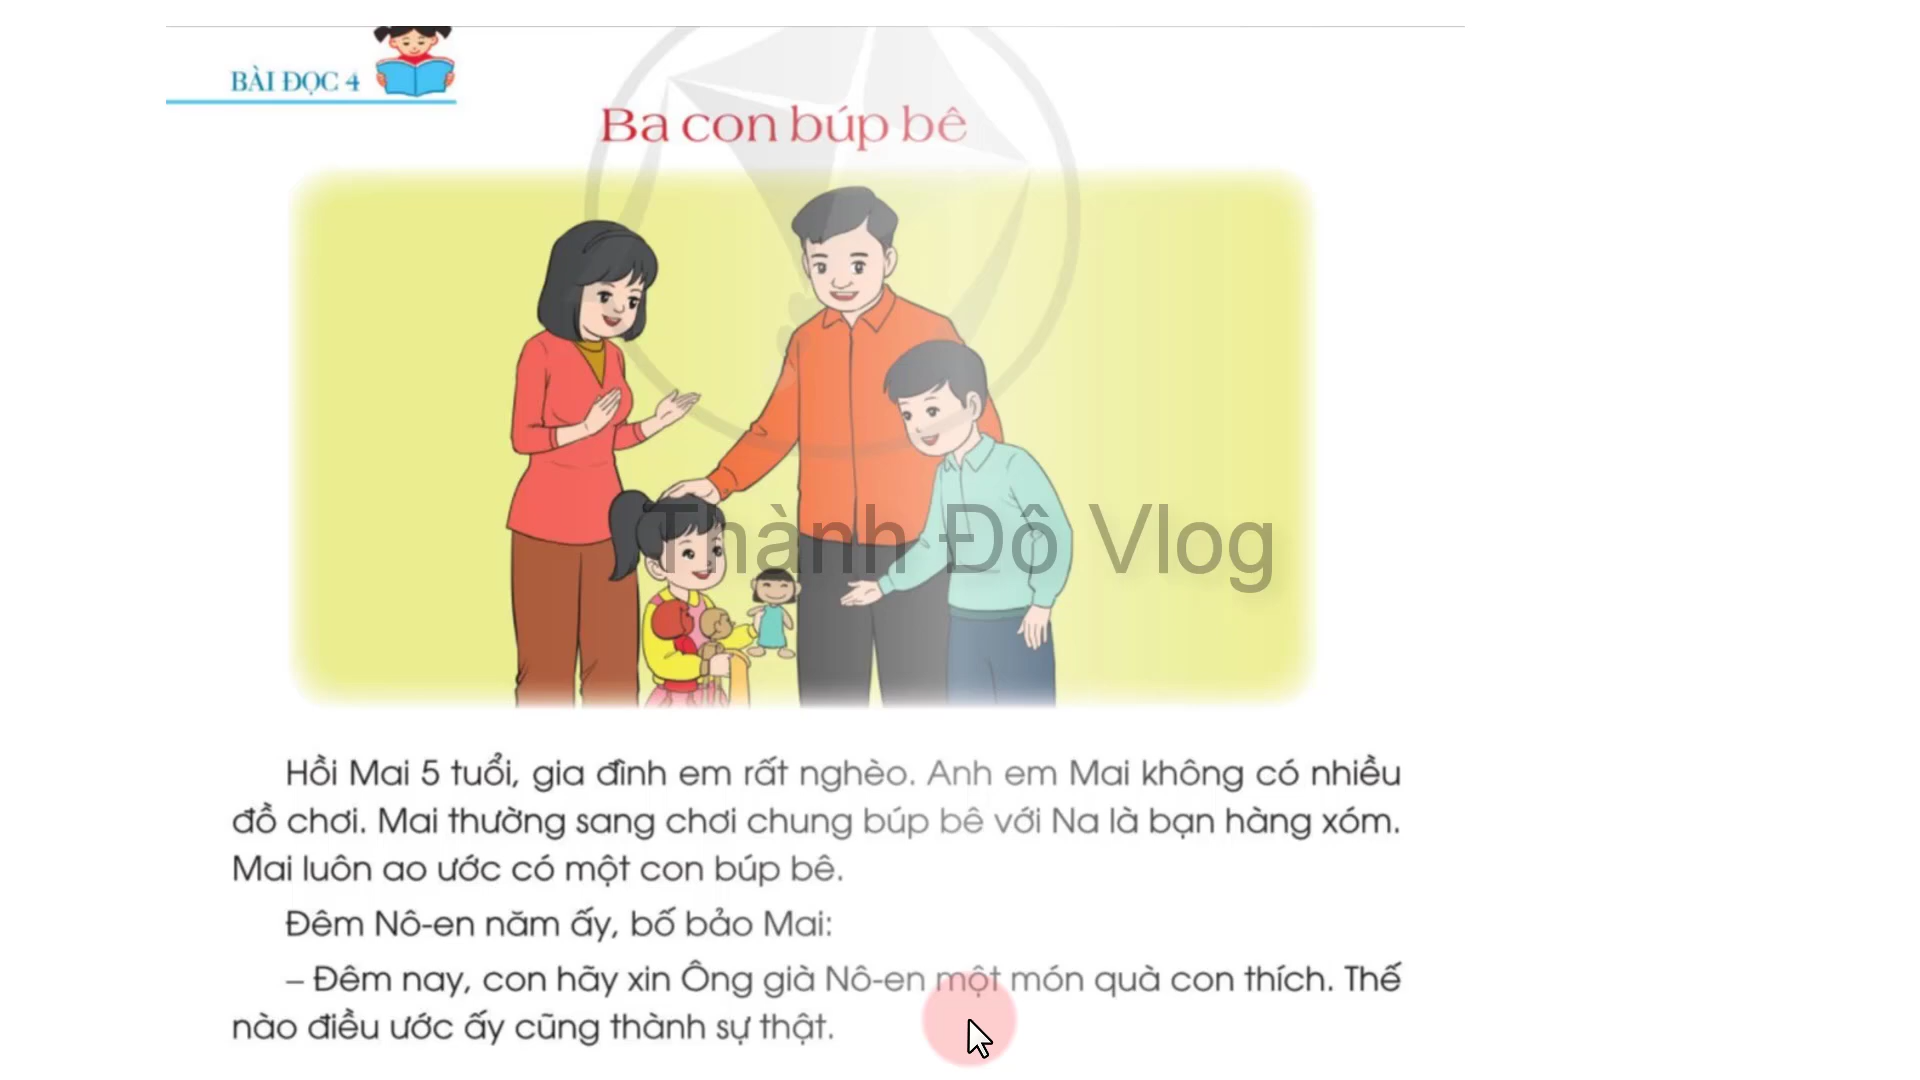 BÀI ĐỌC 4
Ba con búp bê
Thành Đô Vlog
Hồi Mai 5 tuổi, gia đình em rất nghèo. Anh em Mai không có nhiều
đồ chơi. Mai thường sang chơi chung búp bê với Na là bạn hàng xóm.
Mai luôn ao ước có một con búp bê.
Đêm Nô-en năm ấy, bố bảo Mai:
– Đêm nay, con hãy xin Ông già Nô-en một món quà con thích. Thế
nào điều ước ấy cũng thành sự thật.